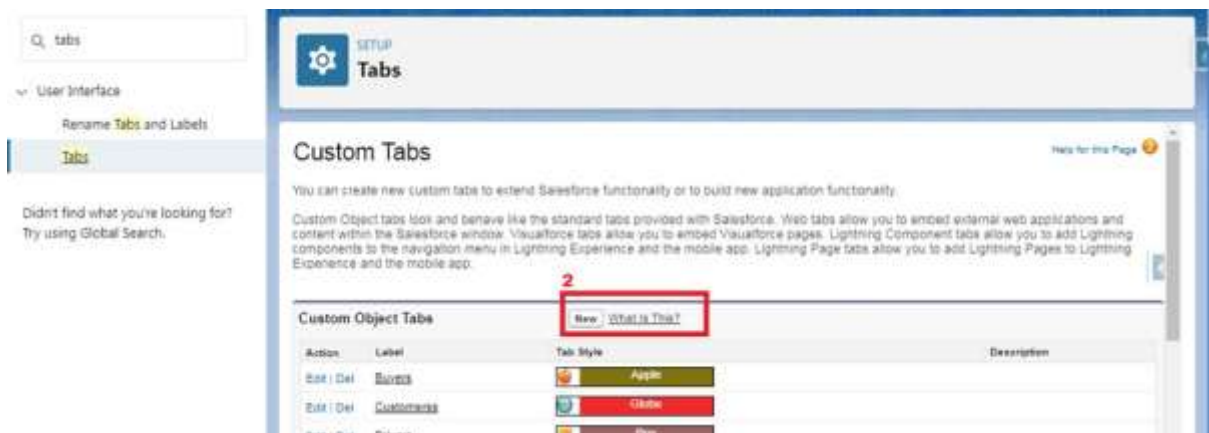 tabs
User Interface
Rename Tabs and Labels
Tabs
Didn't find what you're looking for?
Try using Global Search.
SETUP
Tabs
Custom Tabs
Help for this Page
You can create new custom tabs to extend Salesforce functionality or to build new application functionality.
Custom Object tabs look and behave like the standard tabs provided with Salesforce. Web tabs allow you to embed external web applications and
content within the Salesforce window. Visualforce tabs allow you to embed Visualforce pages. Lightning Component tabs allow you to add Lightning
components to the navigation menu in Lightning Experience and the mobile app. Lightning Page tabs allow you to add Lightning Pages to Lightning
Experience and the mobile app.
2
Custom Object Tabs New What Is This?
Action Label Tab Style Description
Edit | Del Buyers Apple
Edit | Del Customerss Globe
Edit | Del